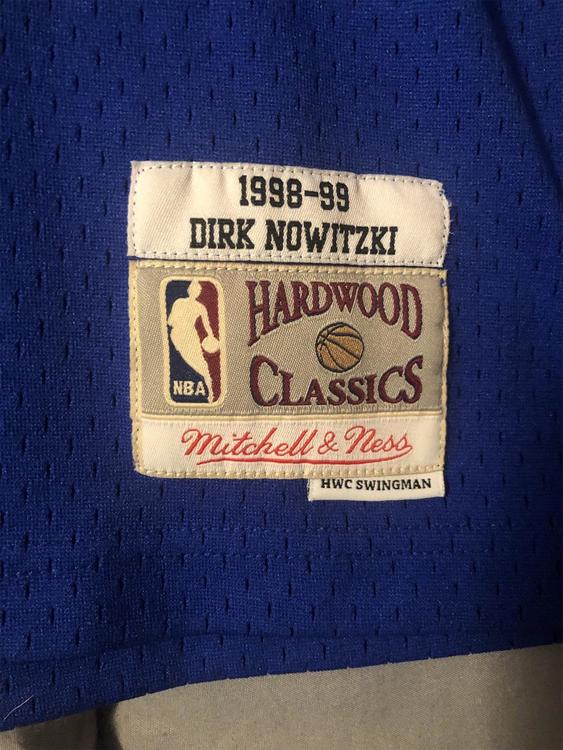 1998-99
DIRK NOWITZKI
NBA
HARDWOOD
CLASSICS
Mitchell & Ness
HWC SWINGMAN